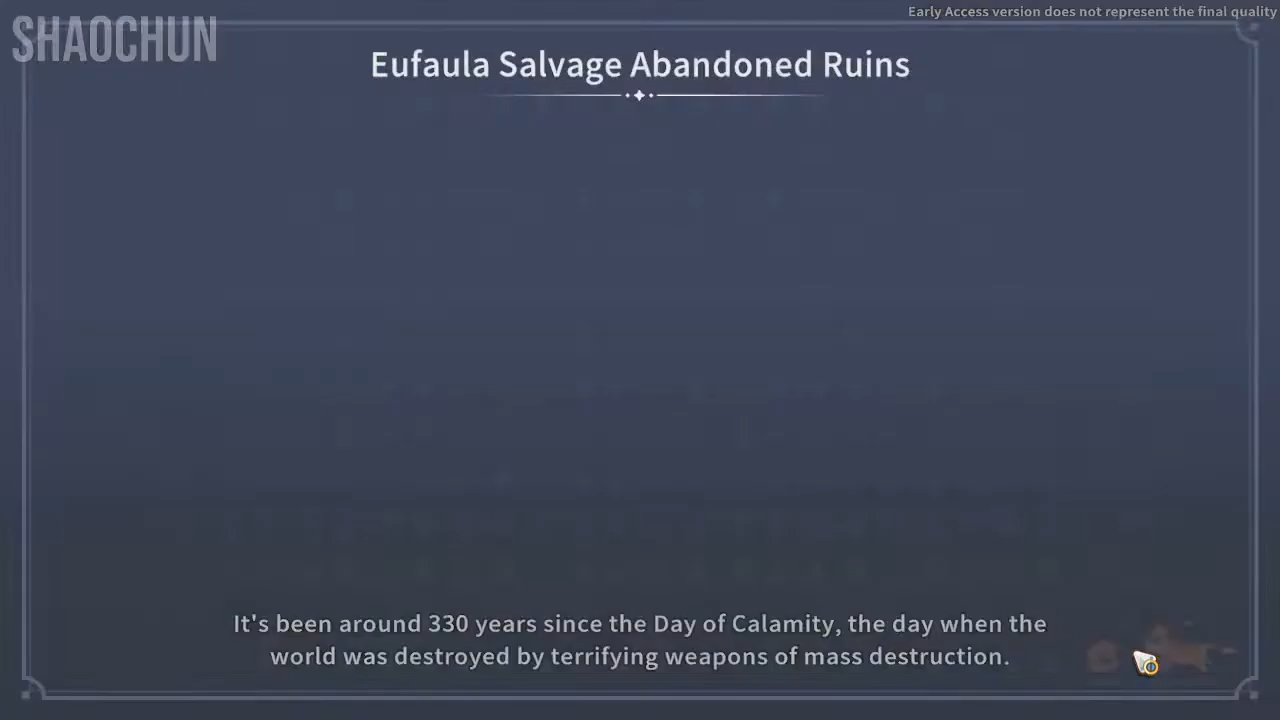 Early Access version does not represent the final quality
SHAOCHUN
Eufaula Salvage Abandoned Ruins
It's been around 330 years since the Day of Calamity, the day when the
world was destroyed by terrifying weapons of mass destruction.